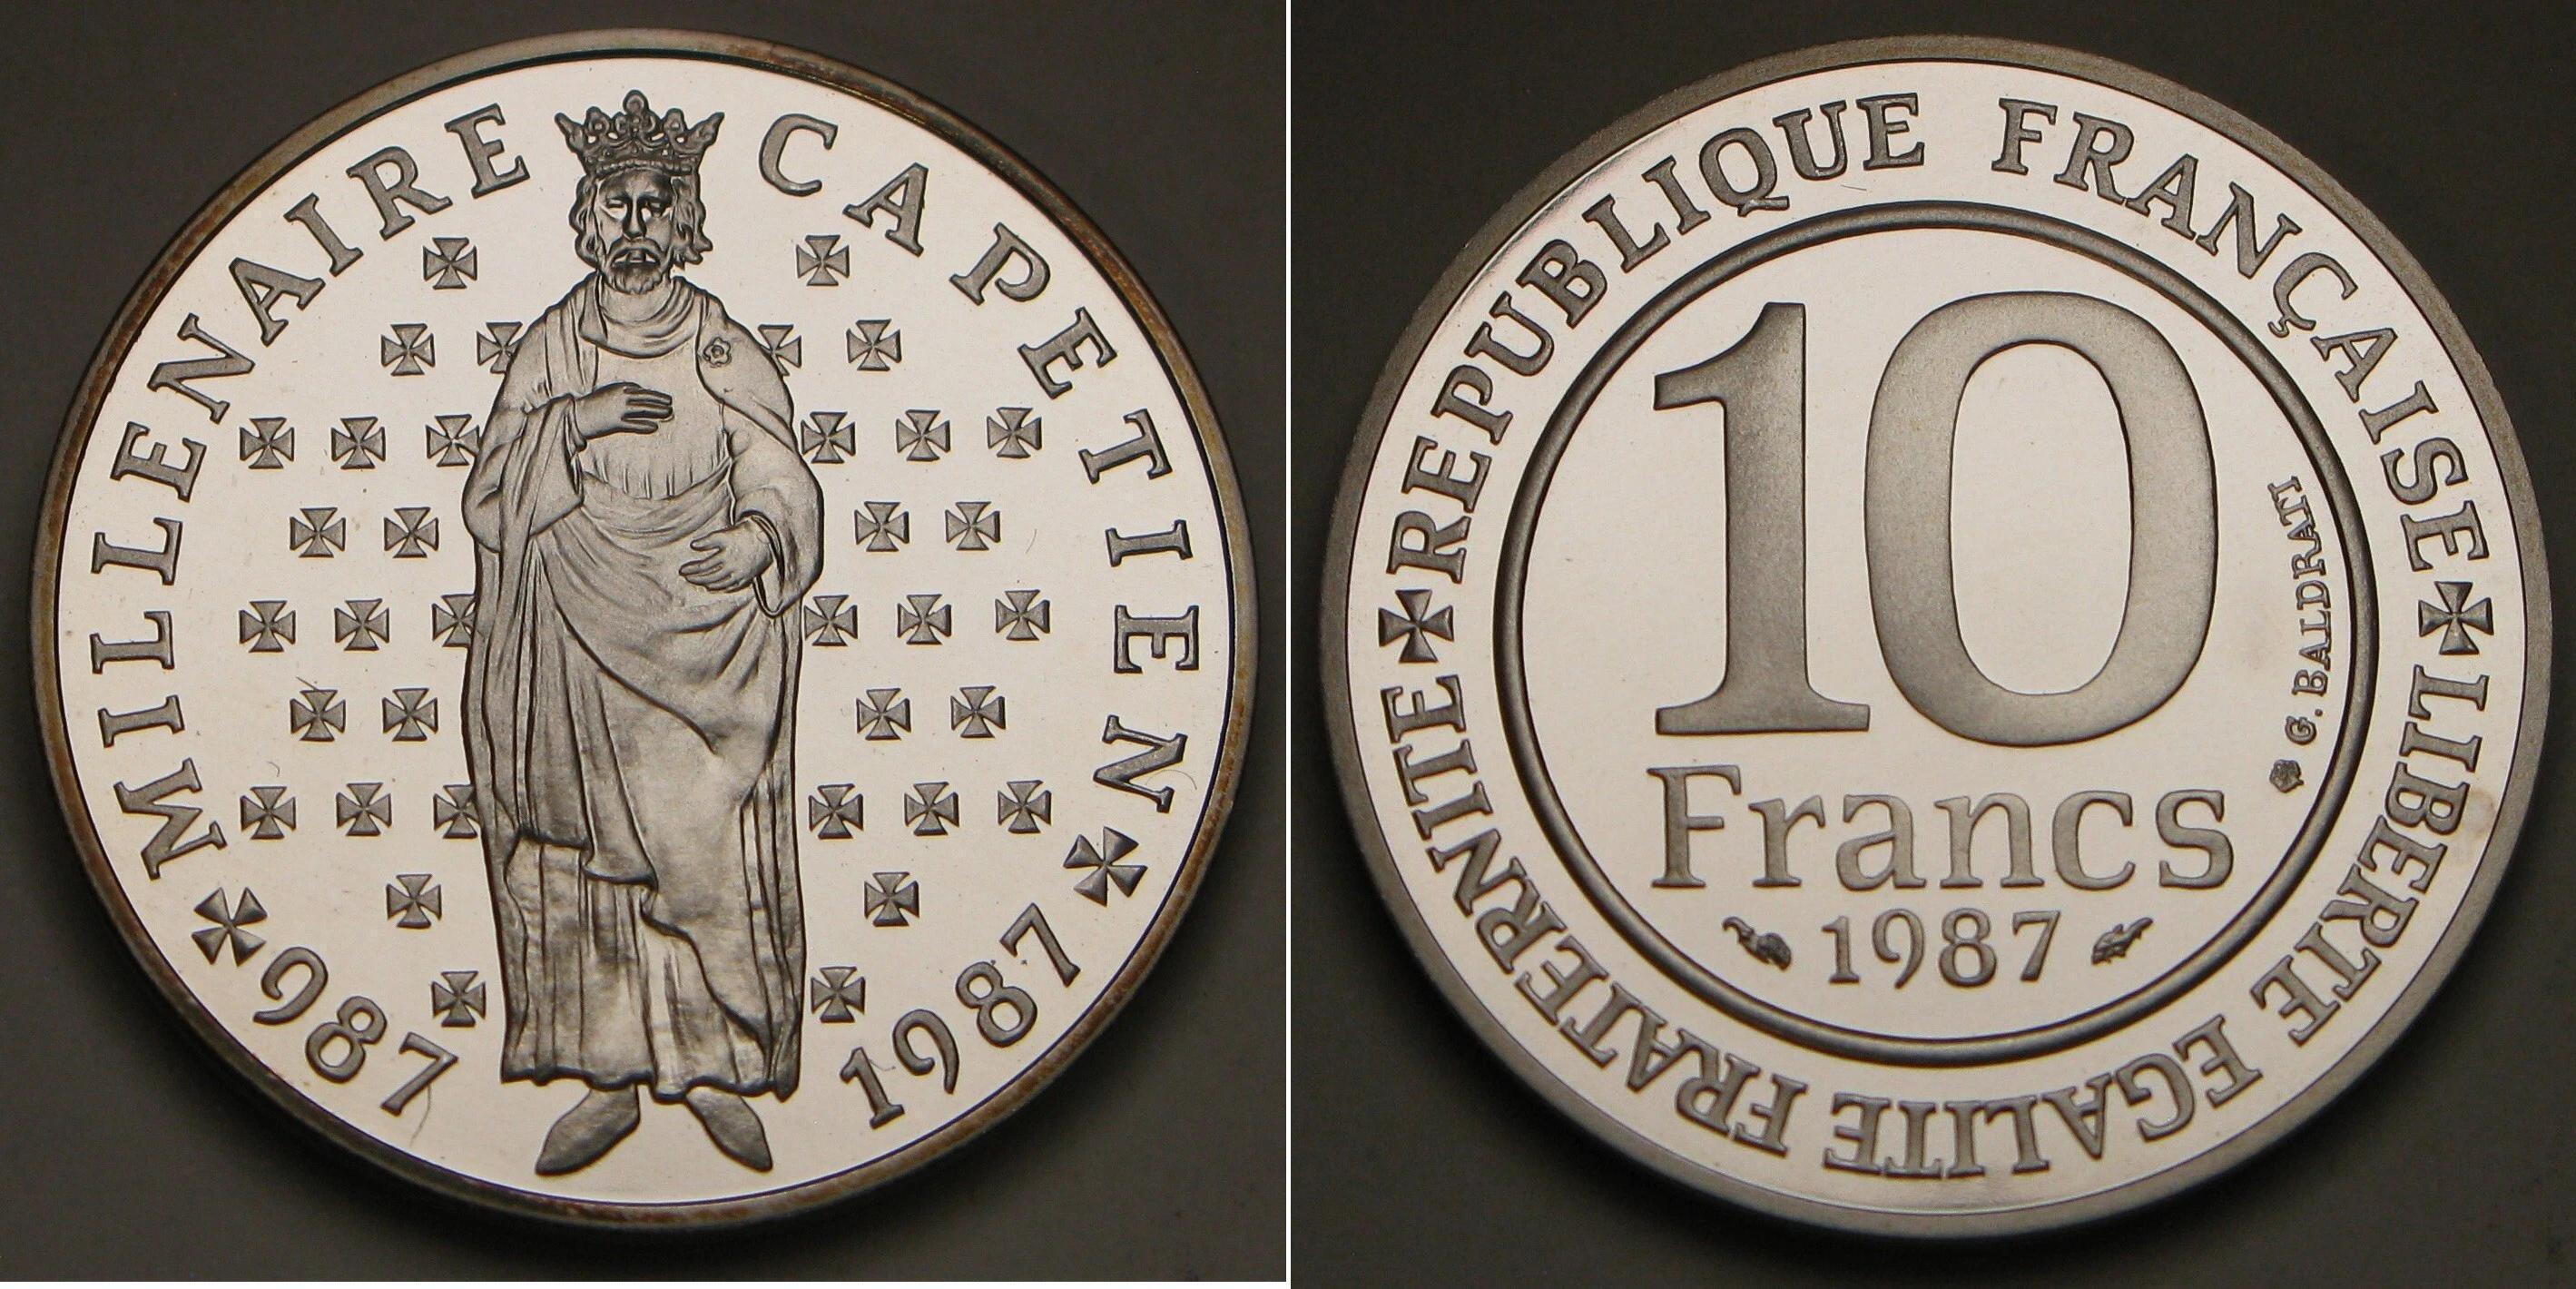 MILLENAIRE CAPETIEN
987 1987
REPUBLIQUE FRANÇAISE
LIBERTE EGALITE FRATERNITE
10
Francs
1987
G. BALDRATI